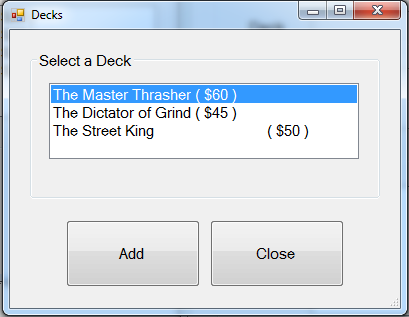 Decks
Select a Deck
The Master Thrasher ( $60 )
The Dictator of Grind ( $45 )
The Street King ( $50 )
Add
Close